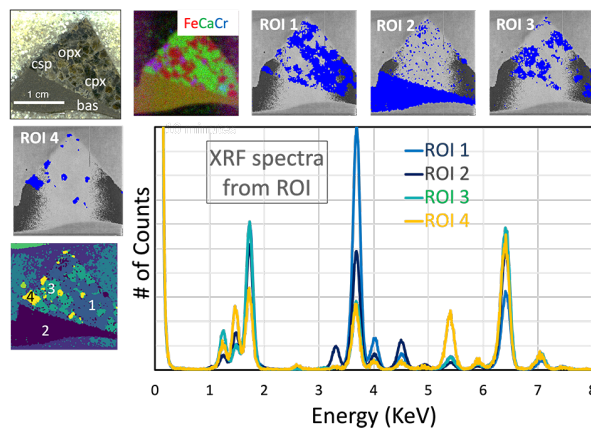 opx
csp
cpx
1 cm
bas
FeCaCr
ROI 1
ROI 2
ROI 3
ROI 4
3
4
1
2
XRF spectra
from ROI
ROI 1
ROI 2
ROI 3
ROI 4
# of Counts
0 1 2 3 4 5 6 7 8
Energy (KeV)